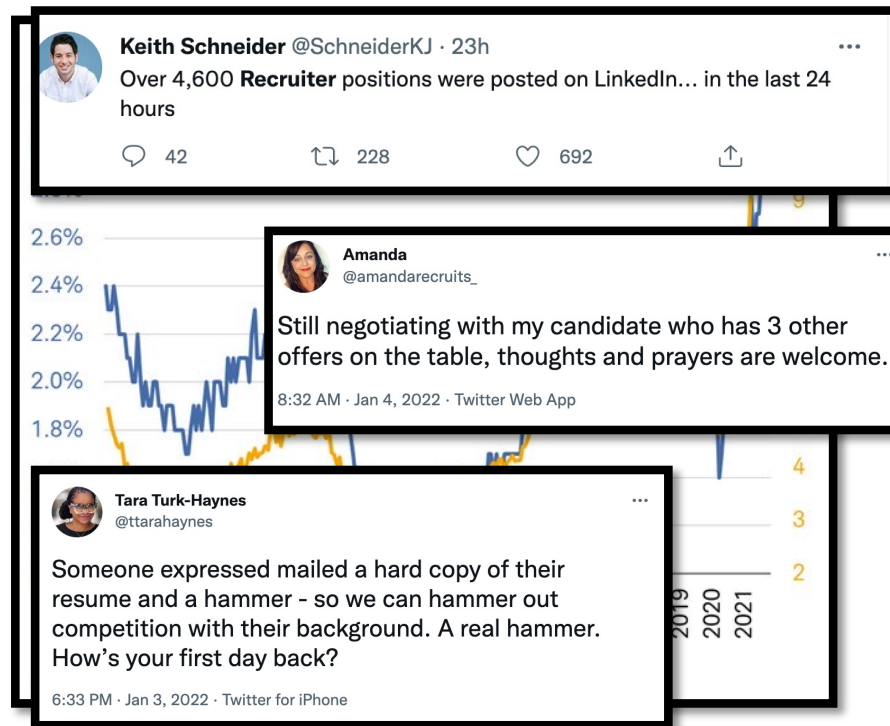 Keith Schneider @SchneiderKJ · 23h
Over 4,600 Recruiter positions were posted on LinkedIn... in the last 24
hours
42 228 692
9
2.6%
2.4%
2.2%
2.0%
1.8%
Amanda
@amandarecruits_
Still negotiating with my candidate who has 3 other
offers on the table, thoughts and prayers are welcome.
8:32 AM · Jan 4, 2022 · Twitter Web App
4
3
2
2019
2020
2021
Tara Turk-Haynes
@ttarahaynes
Someone expressed mailed a hard copy of their
resume and a hammer - so we can hammer out
competition with their background. A real hammer.
How's your first day back?
6:33 PM · Jan 3, 2022 · Twitter for iPhone